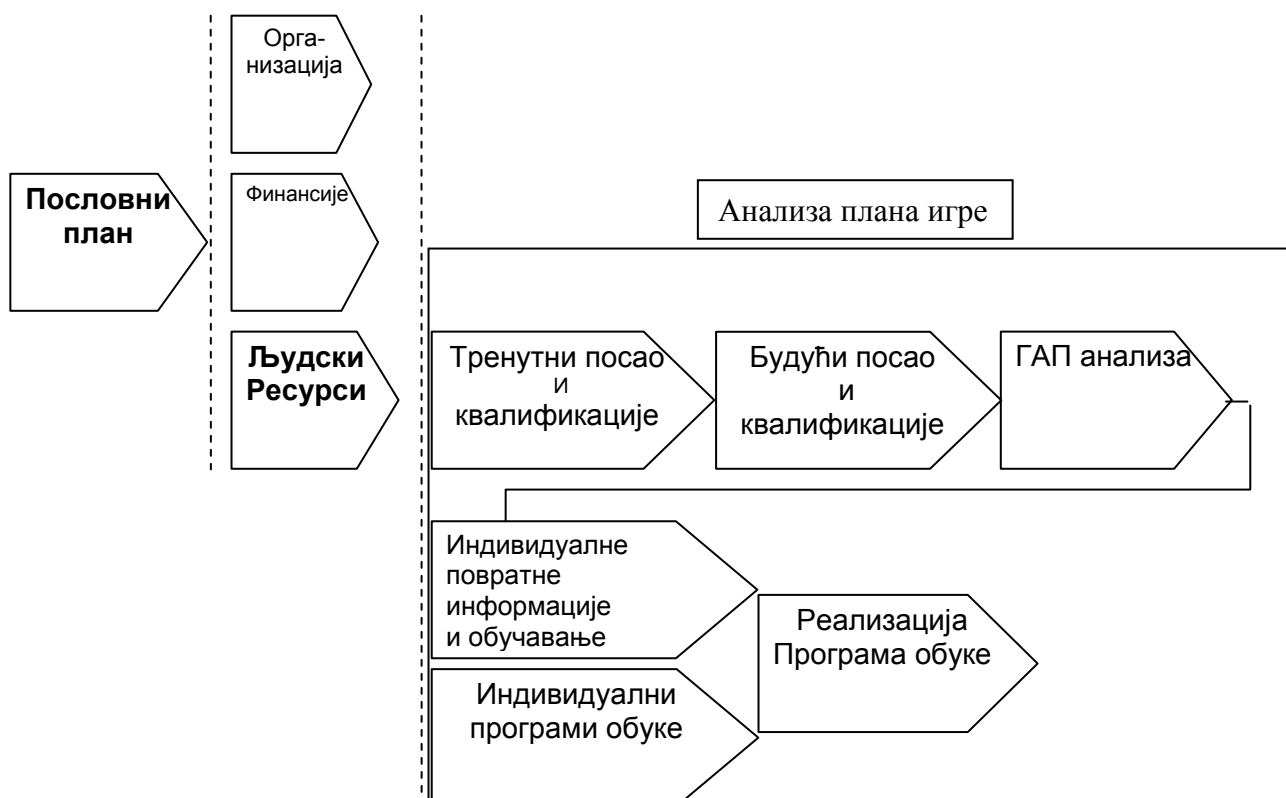 Орга-
низација
Пословни
план
Финансије
Анализа плана игре
Људски
Ресурси
Тренутни посао
и
квалификације
Будући посао
и
квалификације
ГАП анализа
Индивидуалне
повратне
информације
и обучавање
Реализација
Програма обуке
Индивидуални
програми обуке